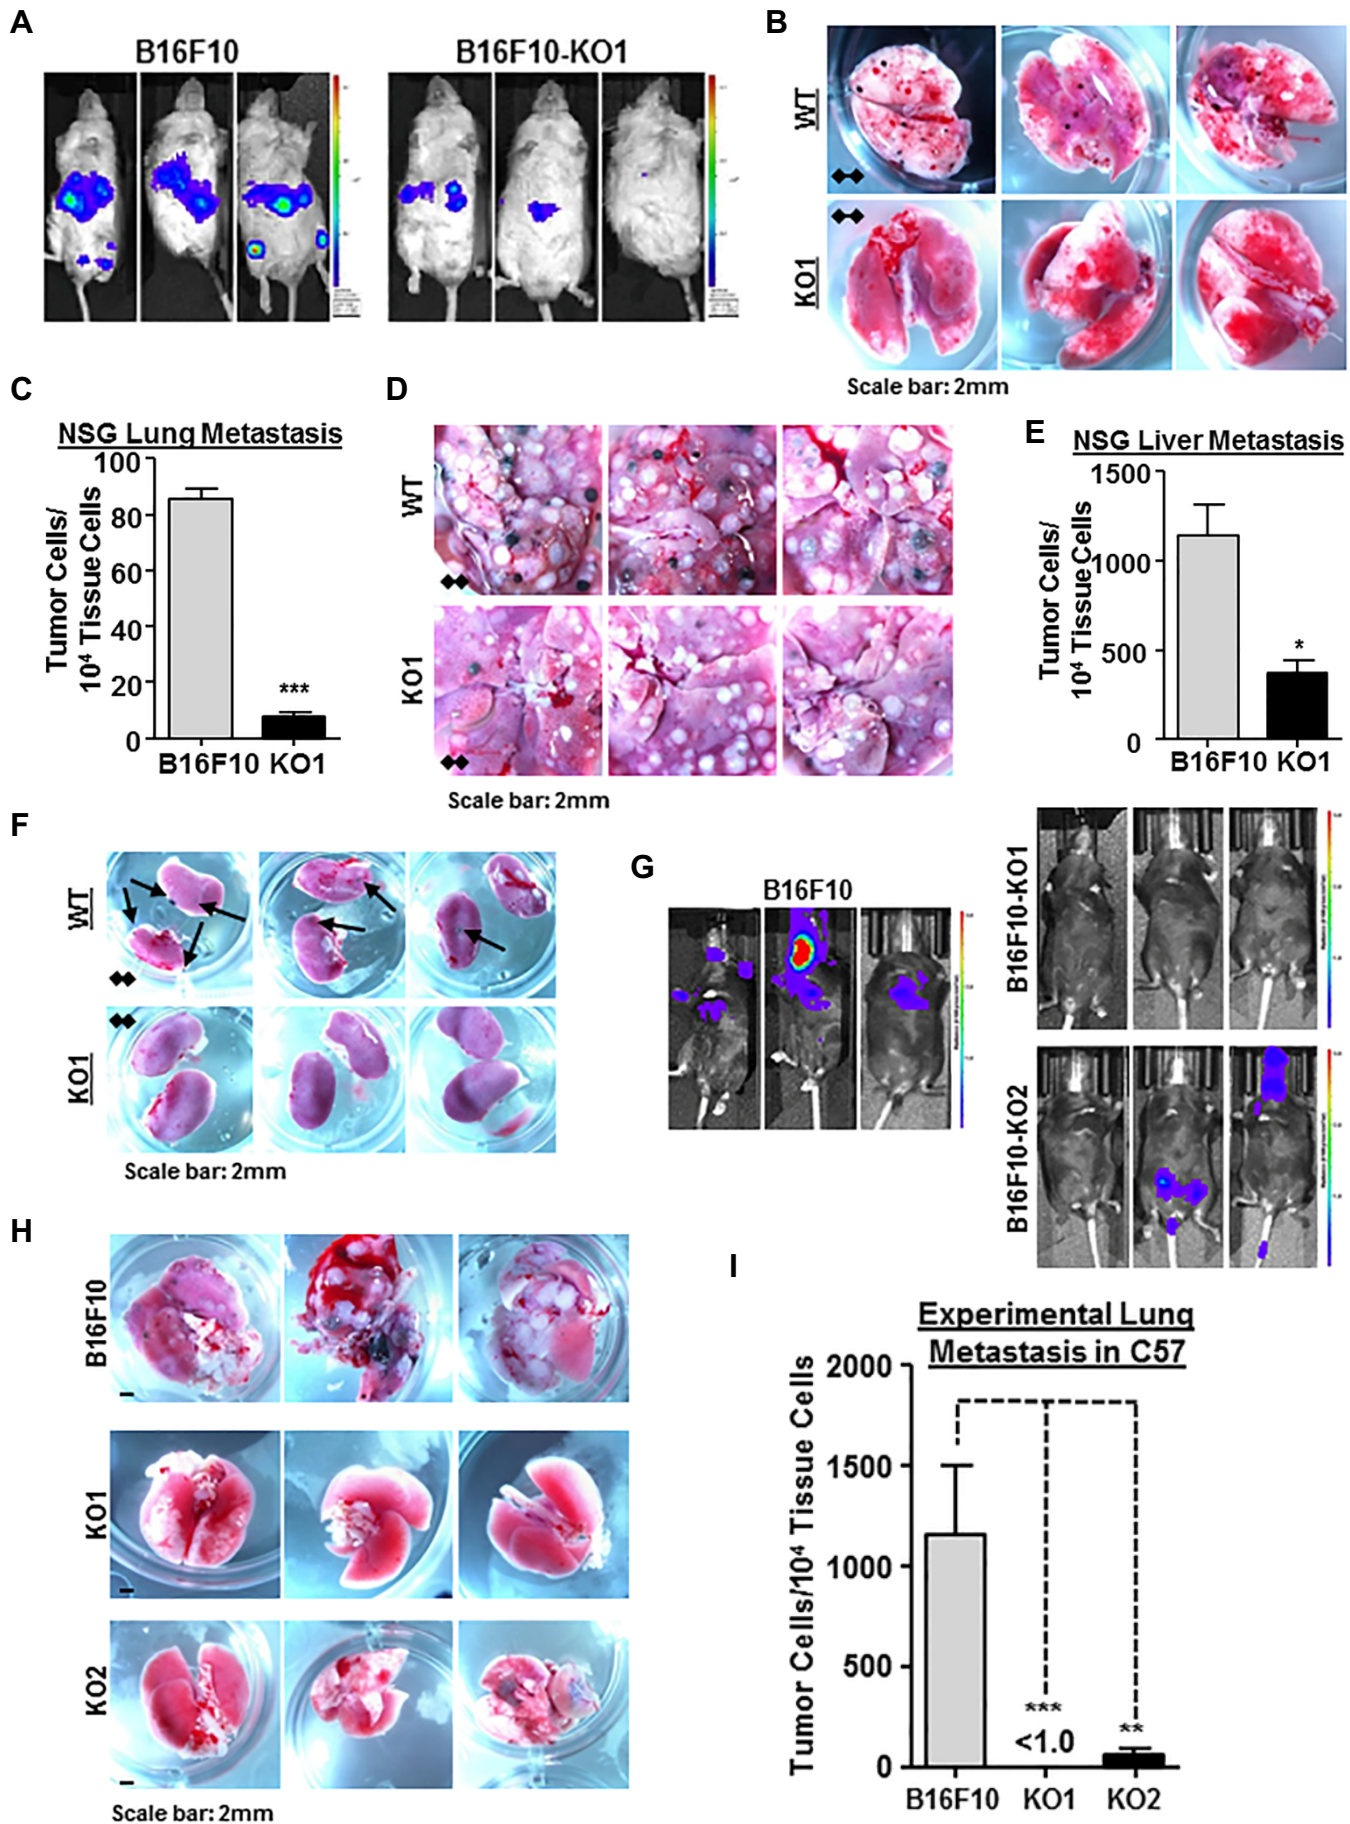 A
B16F10
B16F10-KO1
B
WT
KO1
Scale bar: 2mm
C
NSG Lung Metastasis
Tumor Cells/
10⁴ Tissue Cells
100
80
60
40
20
0
***
B16F10 KO1
D
WT
KO1
Scale bar: 2mm
E
NSG Liver Metastasis
Tumor Cells/
10⁴ Tissue Cells
1500
1000
500
0
*
B16F10 KO1
F
WT
KO1
Scale bar: 2mm
G
B16F10
B16F10-KO1
B16F10-KO2
H
B16F10
KO1
KO2
Scale bar: 2mm
I
Experimental Lung
Metastasis in C57
Tumor Cells/10⁴ Tissue Cells
2000
1500
1000
500
0
***
<1.0
**
B16F10 KO1 KO2